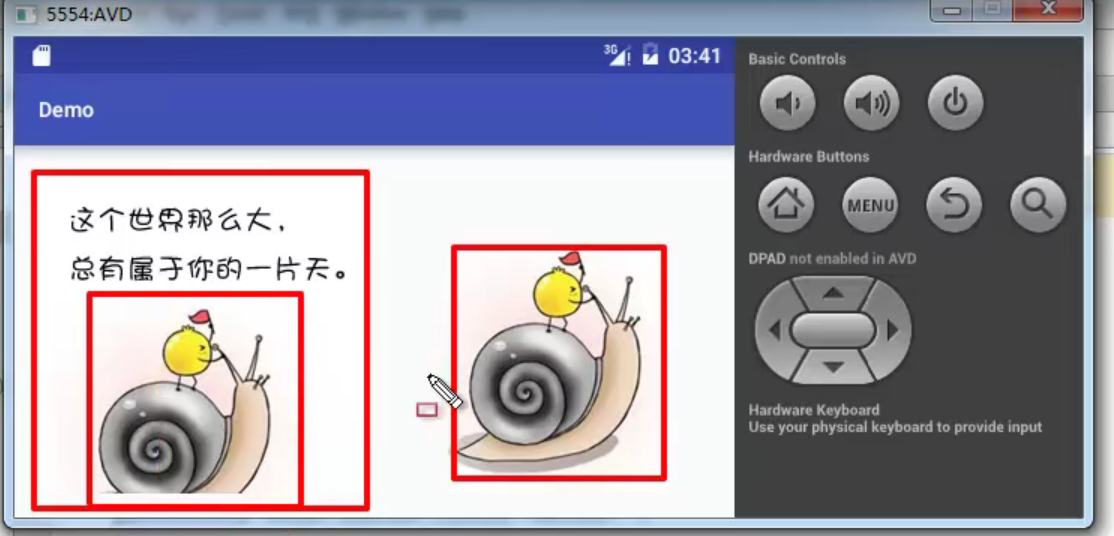 5554:AVD
3G
03:41
Demo
这个世界那么大,
总有属于你的一片天。
Basic Controls
Hardware Buttons
MENU
DPAD not enabled in AVD
Hardware Keyboard
Use your physical keyboard to provide input